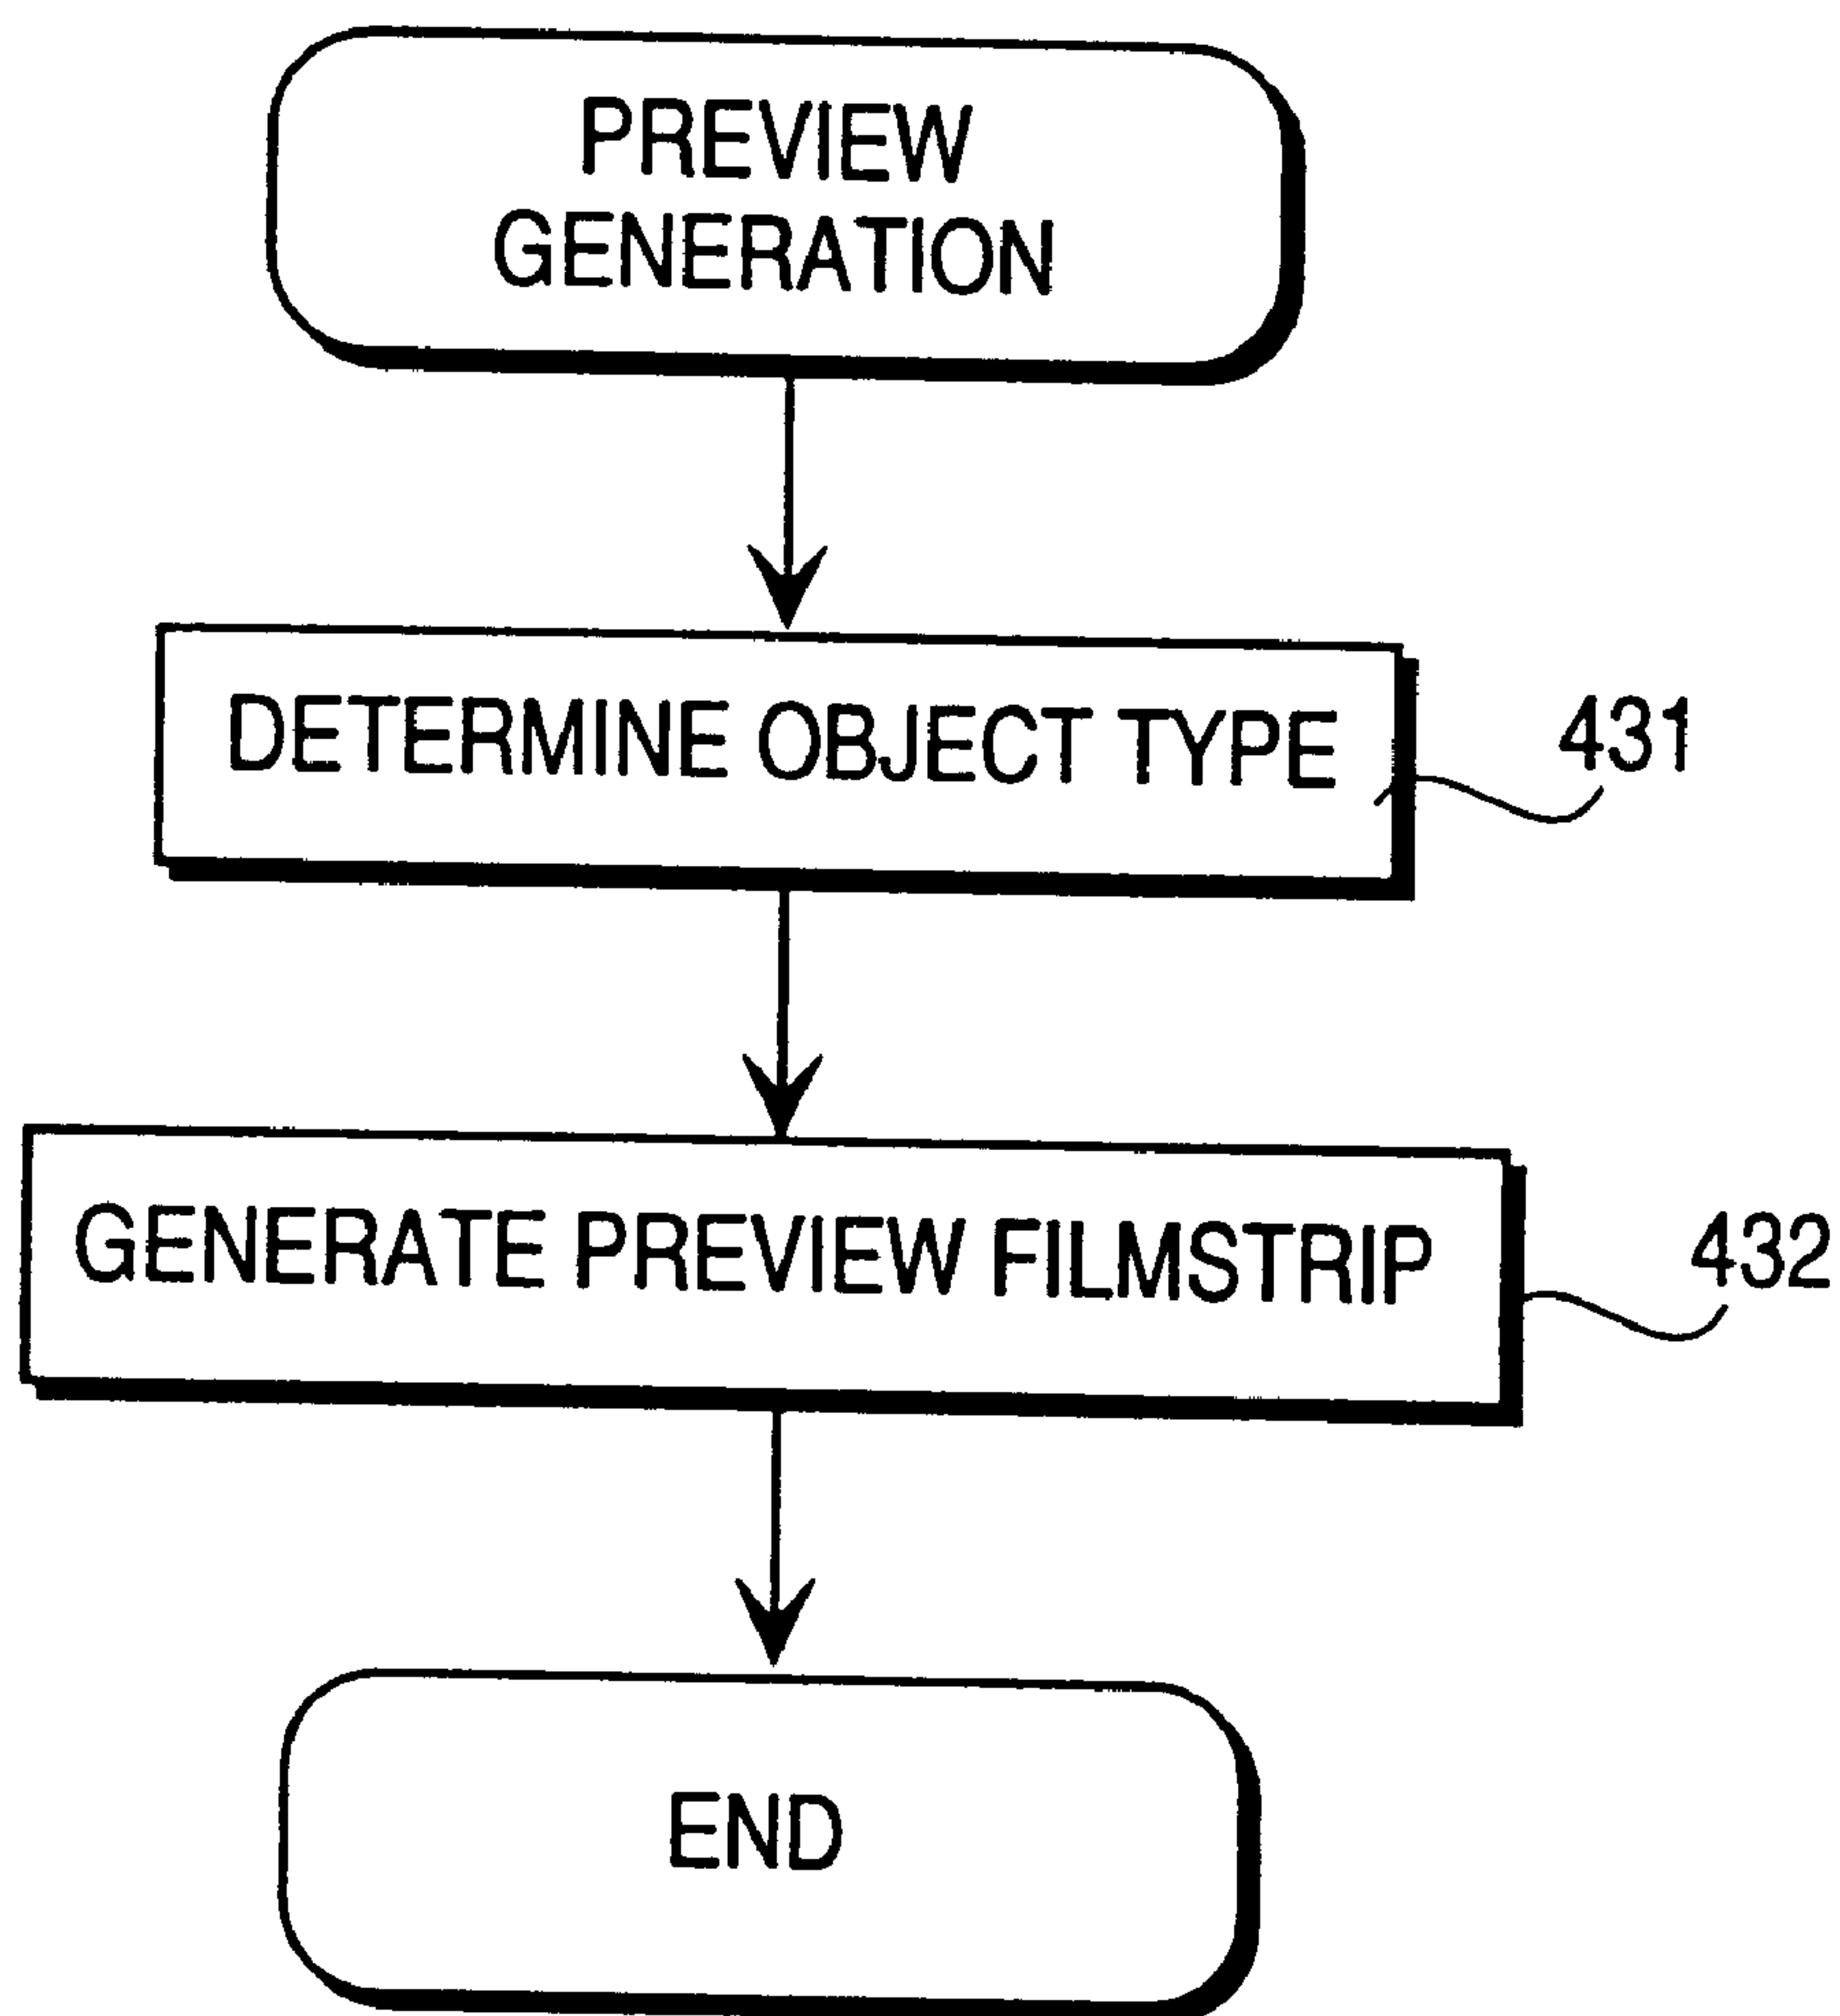 PREVIEW
GENERATION
DETERMINE OBJECT TYPE
431
GENERATE PREVIEW FILMSTRIP
432
END